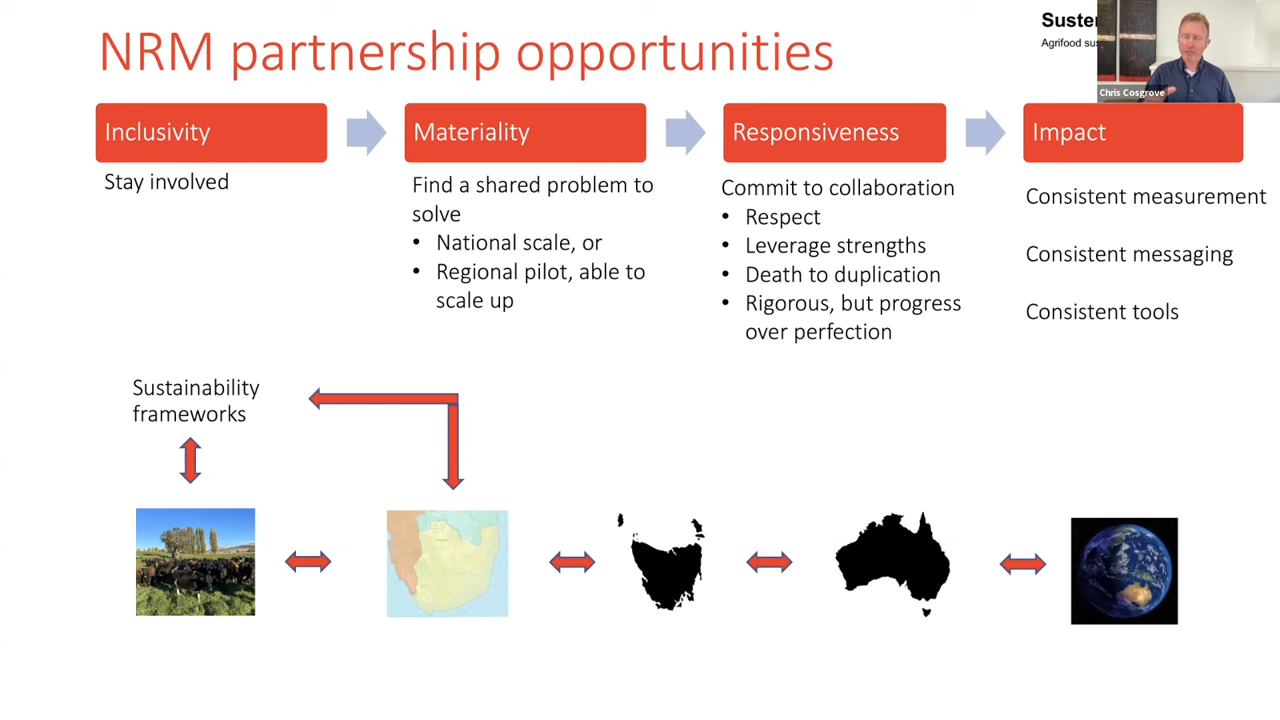 NRM partnership opportunities
Agrifood
Chris Cosgrove
Inclusivity
Materiality
Responsiveness
Impact
Stay involved
Find a shared problem to
solve
• National scale, or
• Regional pilot, able to
scale up
Commit to collaboration
• Respect
• Leverage strengths
• Death to duplication
• Rigorous, but progress
over perfection
Consistent measurement
Consistent messaging
Consistent tools
Sustainability
frameworks